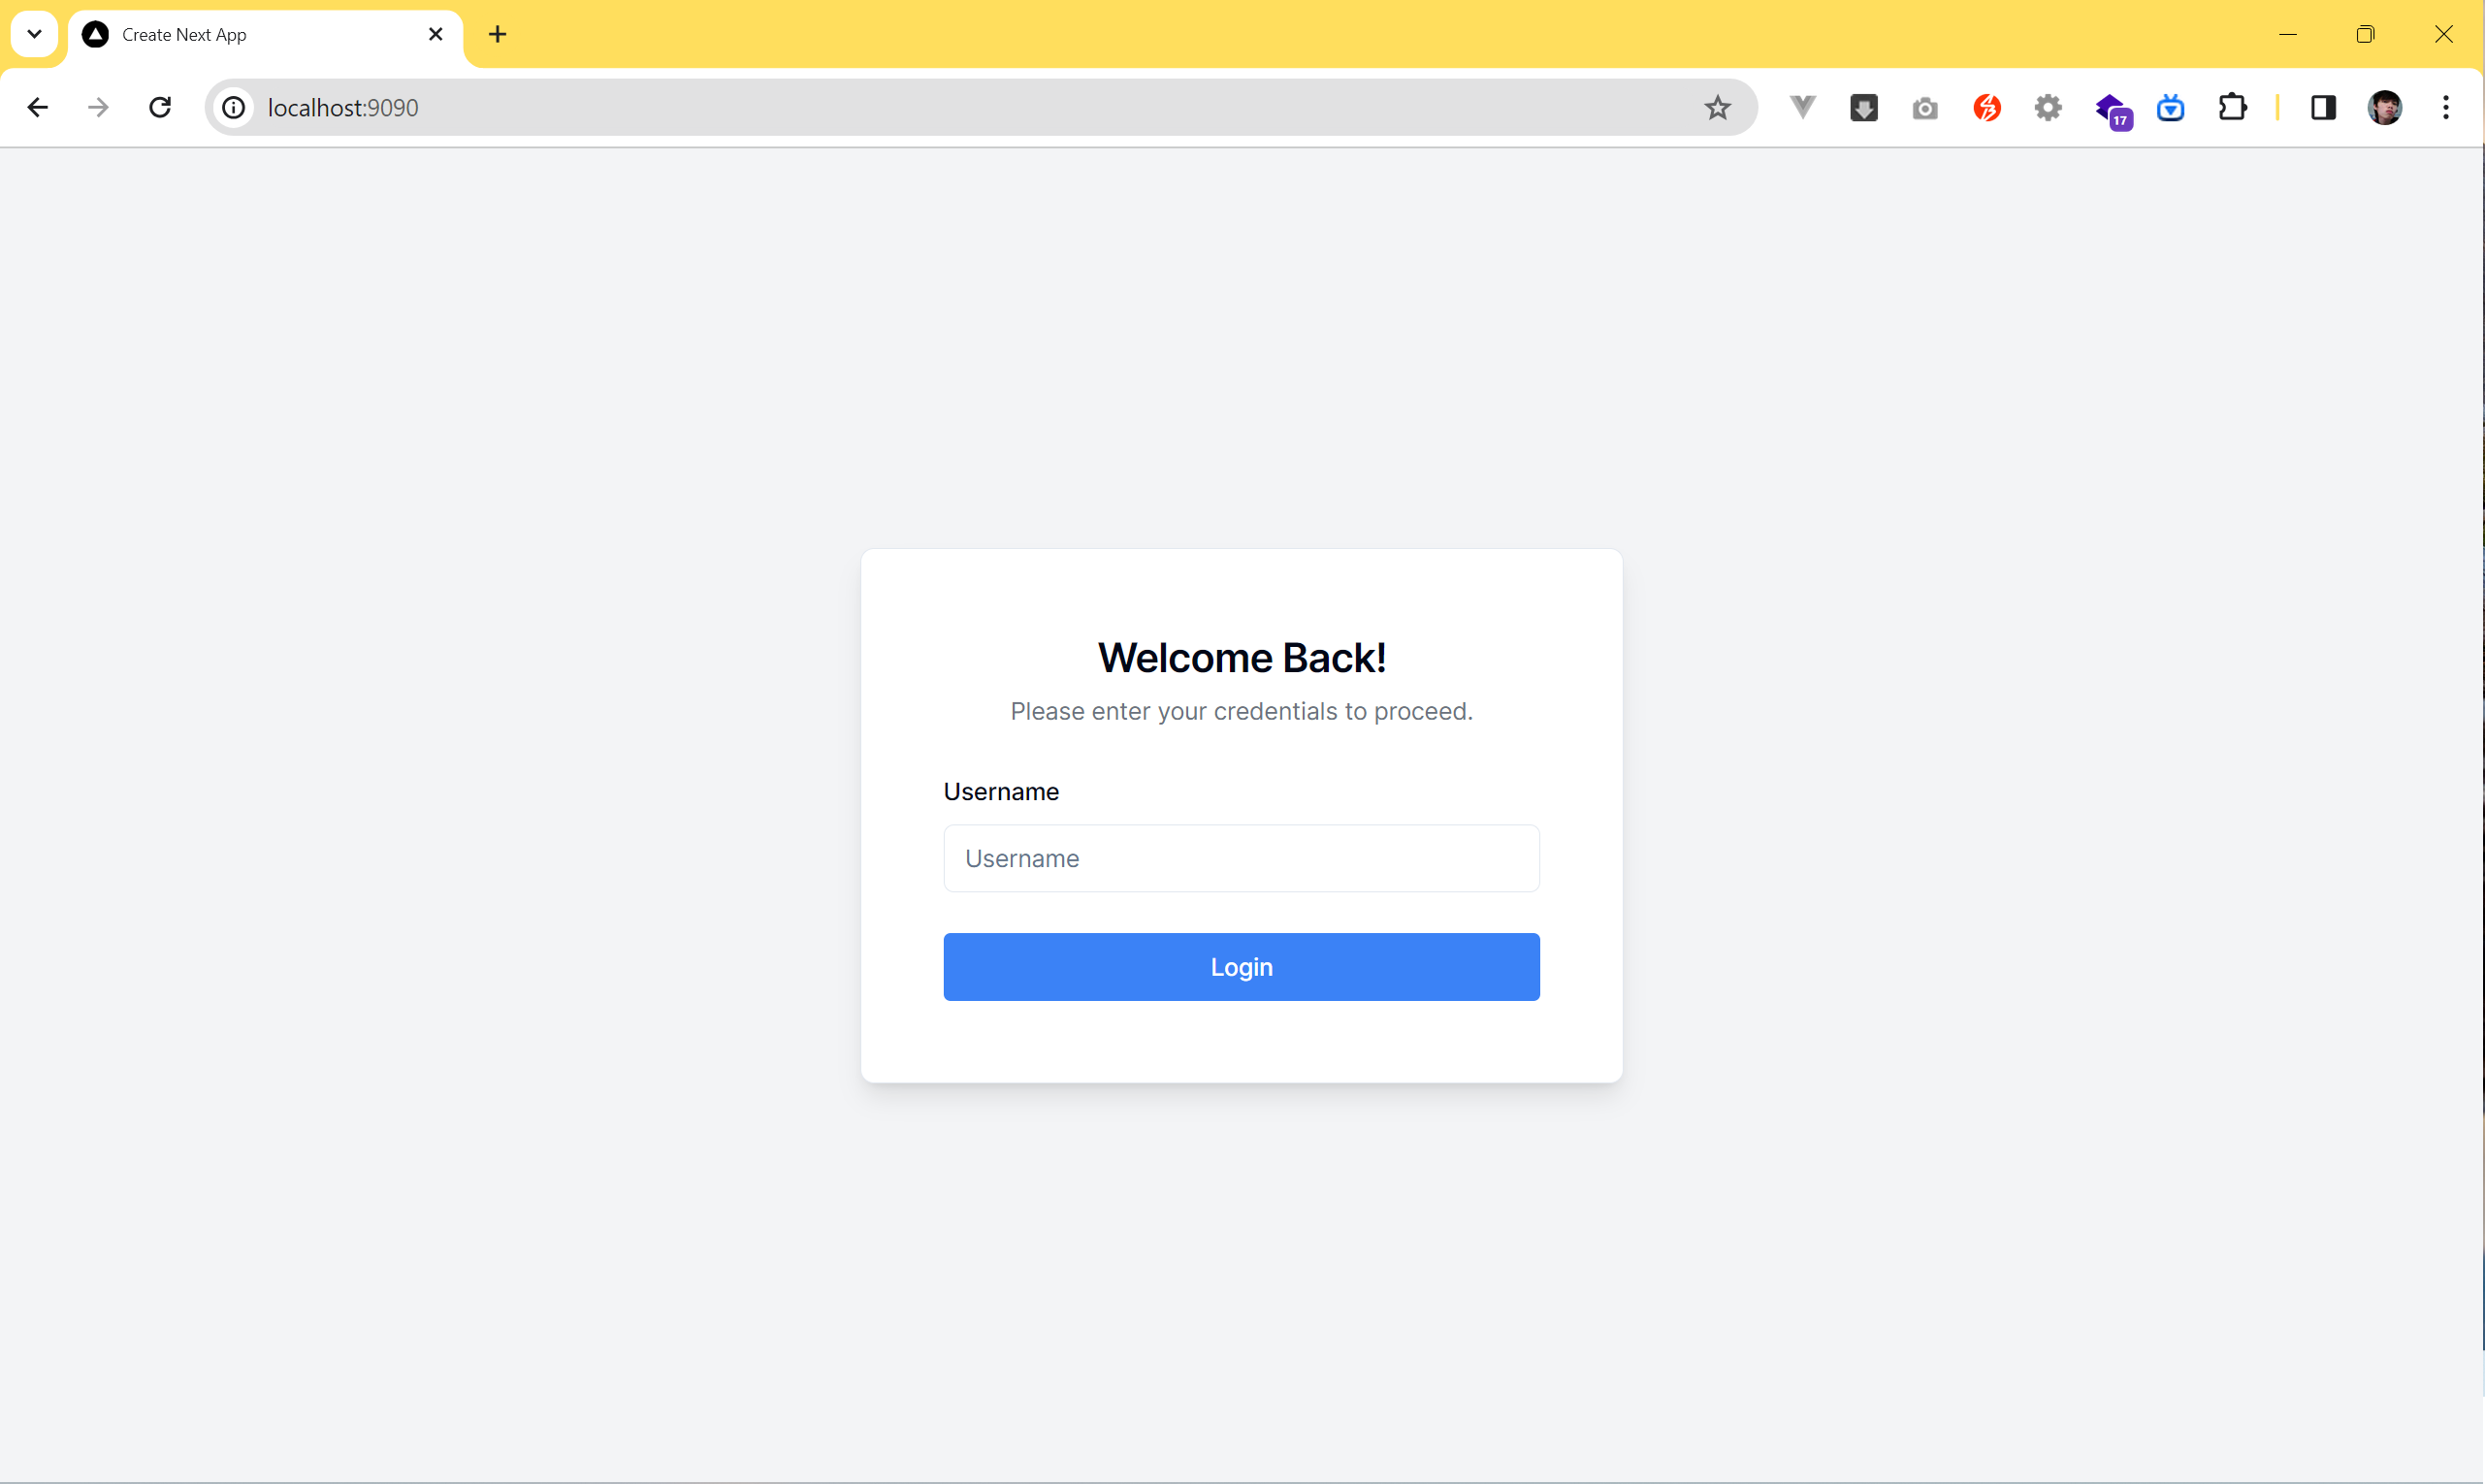 Create Next App
localhost:9090
17
Welcome Back!
Please enter your credentials to proceed.
Username
Username
Login